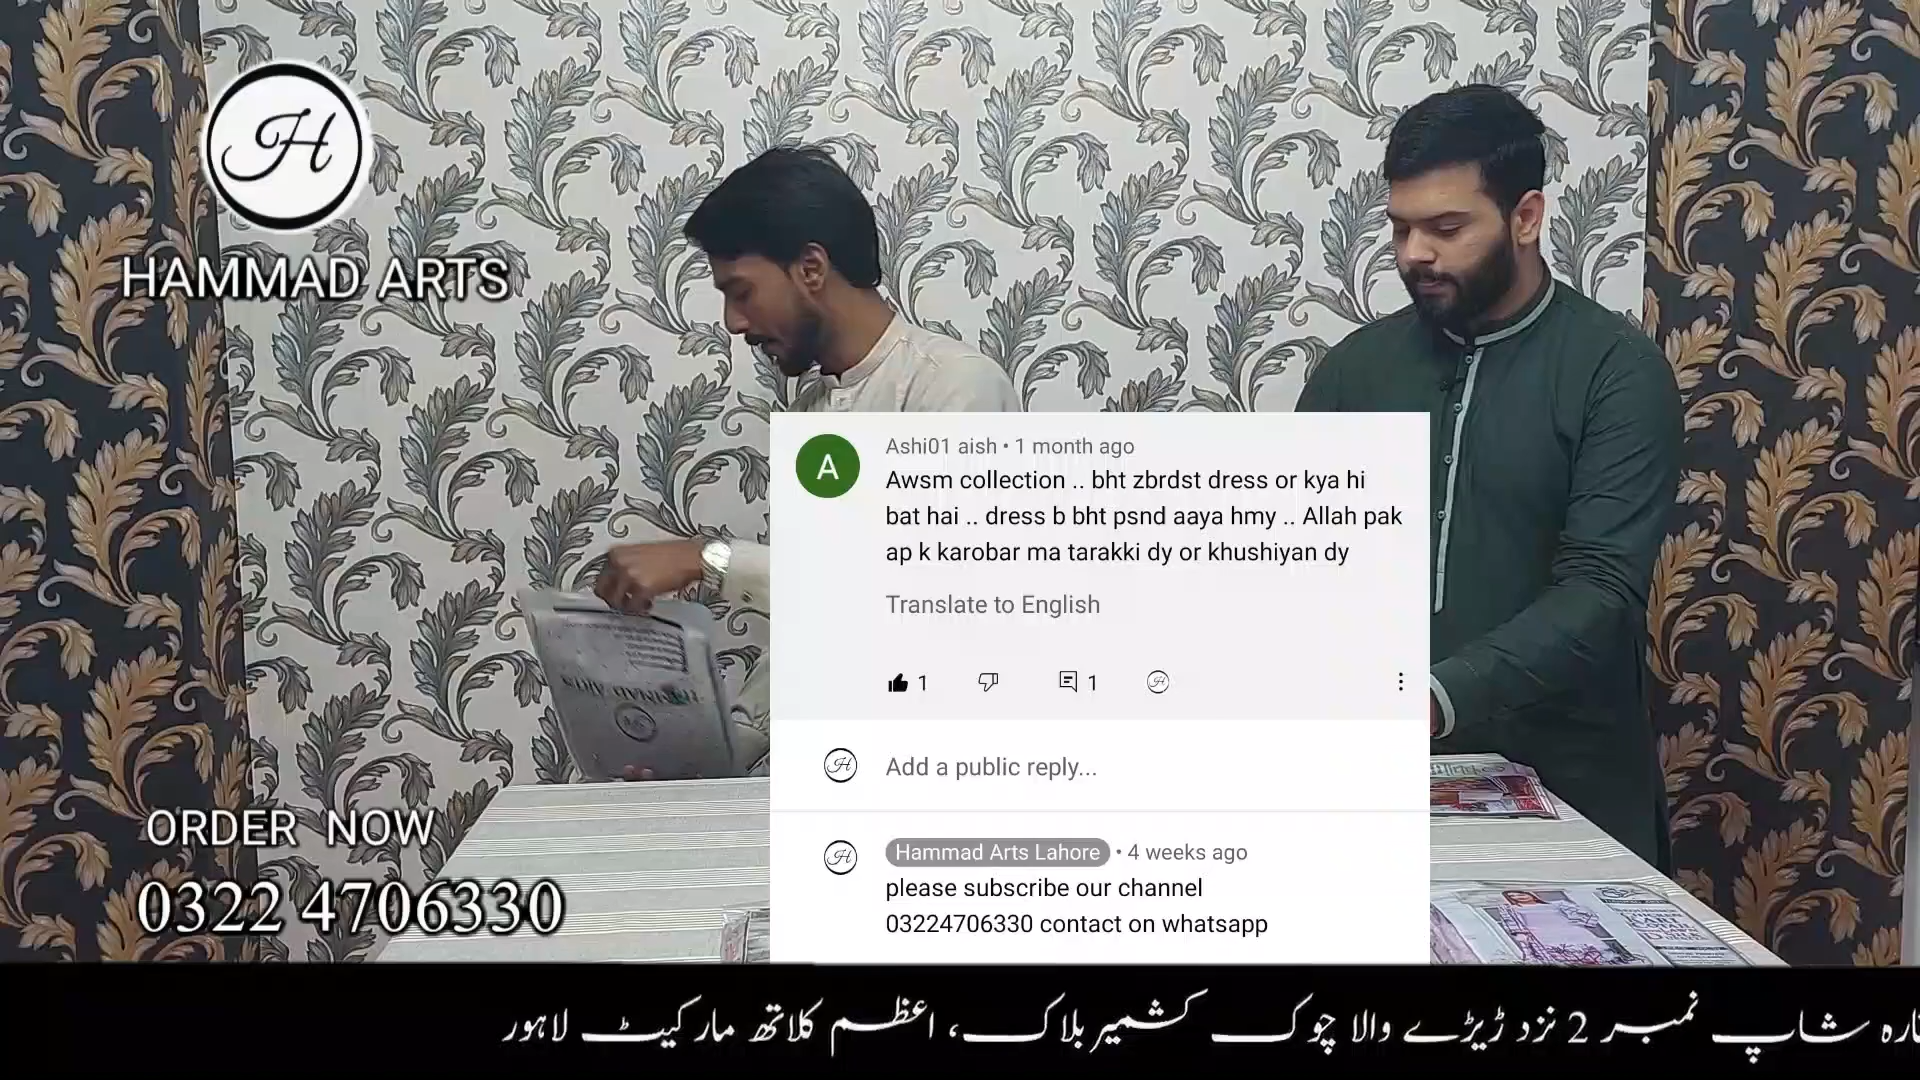 H
HAMMAD ARTS
Ashi01 aish • 1 month ago
Awsm collection .. bht zbrdst dress or kya hi
bat hai .. dress b bht psnd aaya hmy .. Allah pak
ap k karobar ma tarakki dy or khushiyan dy
Translate to English
1
1
Add a public reply...
Hammad Arts Lahore • 4 weeks ago
please subscribe our channel
03224706330 contact on whatsapp
ORDER NOW
0322 4706330
شاپ نمبر 2 نزد ڑیڑے والا چوک کشمیر بلاک، اعظم کلاتھ مارکیٹ لاہور